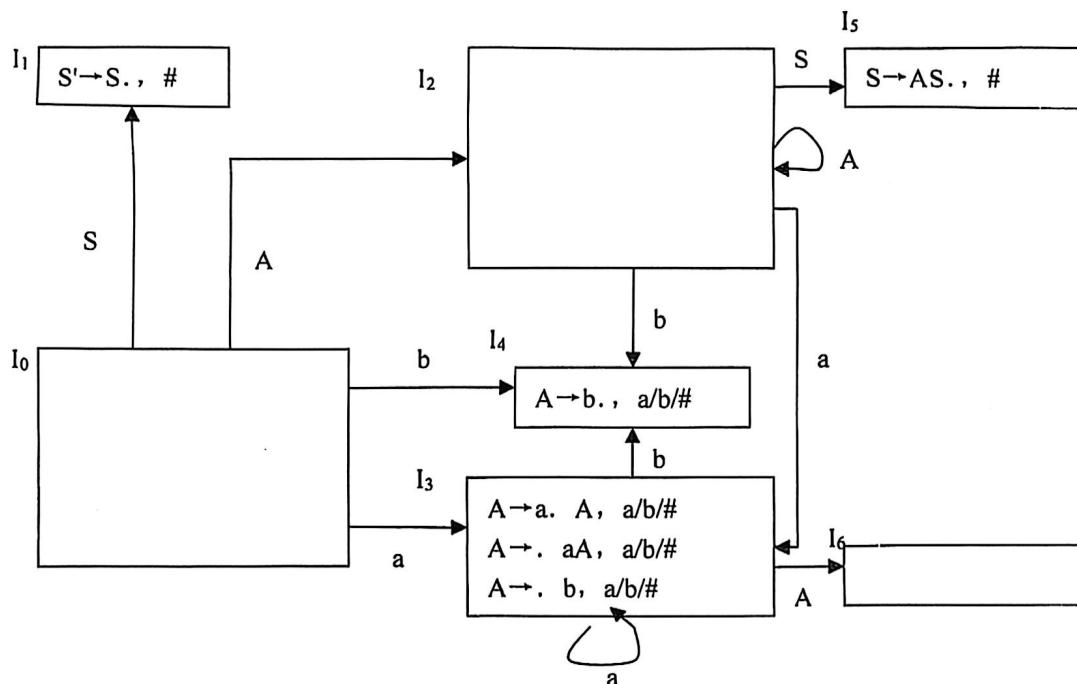 I5
I1
S'→S., #
I2
S
S→AS., #
A
S
A
b
I0
I4
b
a
A→b., a/b/#
b
I3
A→a. A, a/b/#
A→. aA, a/b/#
A→. b, a/b/#
a
I6
A
a